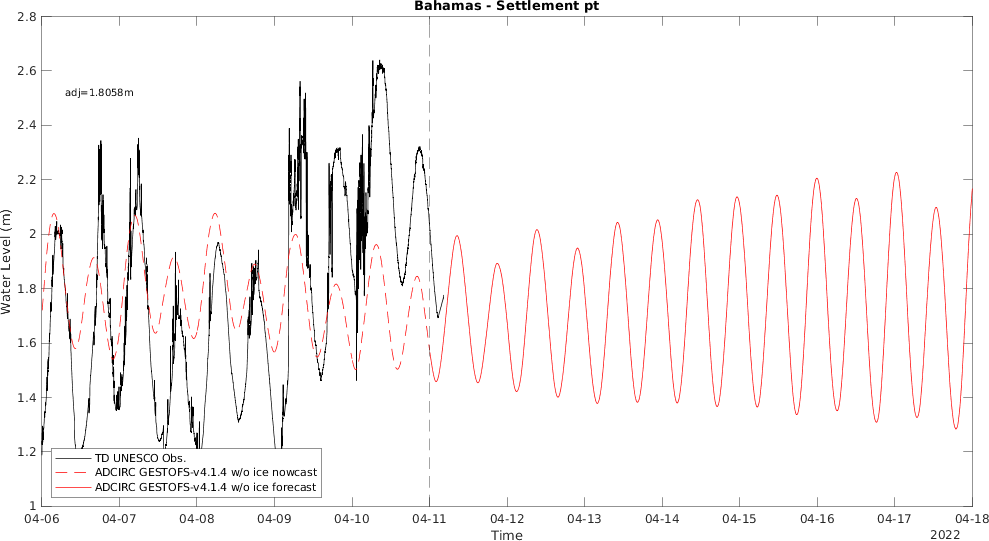 Bahamas - Settlement pt
2.8
2.6
2.4
2.2
2
1.8
1.6
1.4
1.2
1
Water Level (m)
adj=1.8058m
TD UNESCO Obs.
ADCIRC GESTOFS-v4.1.4 w/o ice nowcast
ADCIRC GESTOFS-v4.1.4 w/o ice forecast
04-06 04-07 04-08 04-09 04-10 04-11 04-12 04-13 04-14 04-15 04-16 04-17 04-18
Time
2022